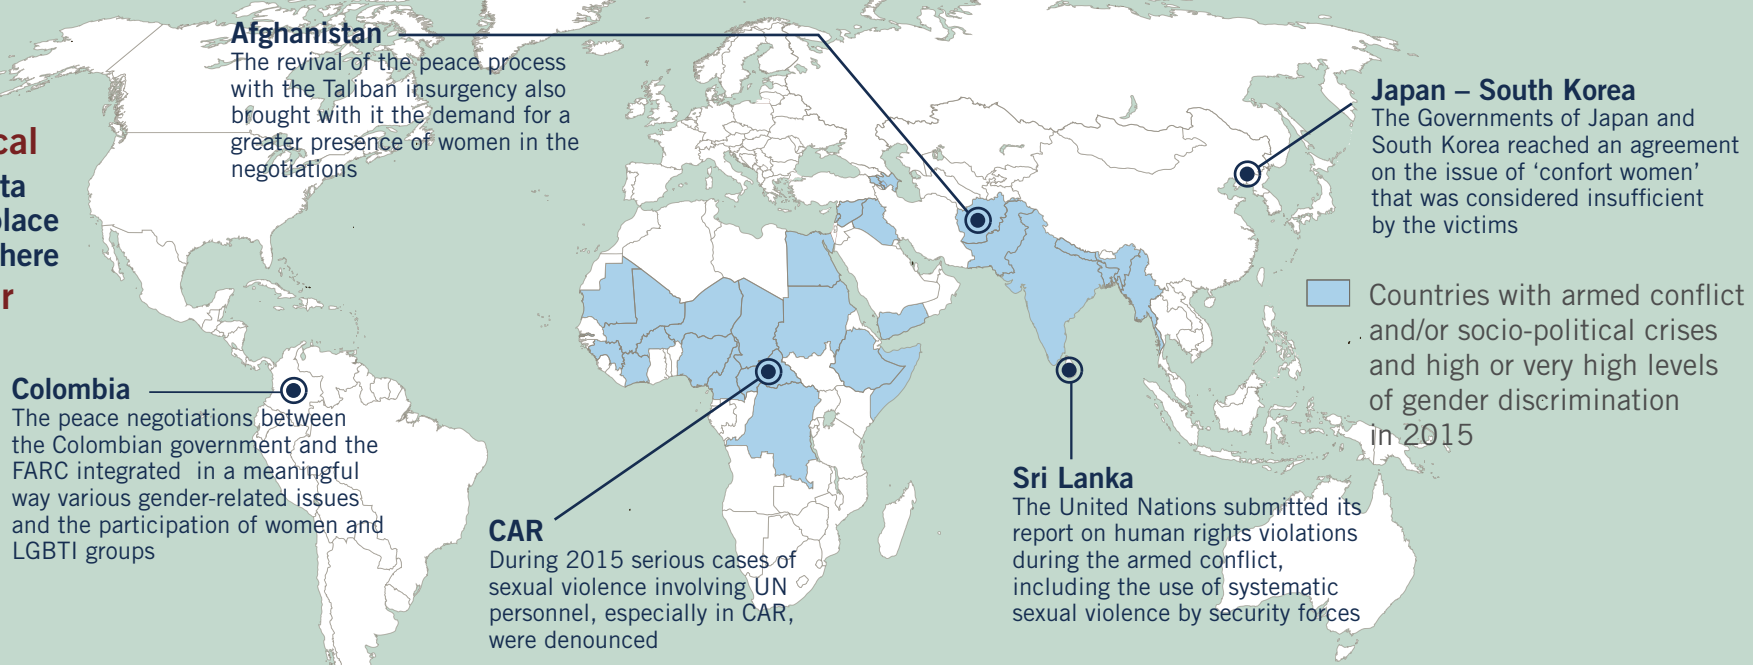 cal
ta
place
here
r
Afghanistan
The revival of the peace process
with the Taliban insurgency also
brought with it the demand for a
greater presence of women in the
negotiations
Japan – South Korea
The Governments of Japan and
South Korea reached an agreement
on the issue of ‘confort women’
that was considered insufficient
by the victims
Countries with armed conflict
and/or socio-political crises
and high or very high levels
of gender discrimination
in 2015
Colombia
The peace negotiations between
the Colombian government and the
FARC integrated in a meaningful
way various gender-related issues
and the participation of women and
LGBTI groups
CAR
During 2015 serious cases of
sexual violence involving UN
personnel, especially in CAR,
were denounced
Sri Lanka
The United Nations submitted its
report on human rights violations
during the armed conflict,
including the use of systematic
sexual violence by security forces